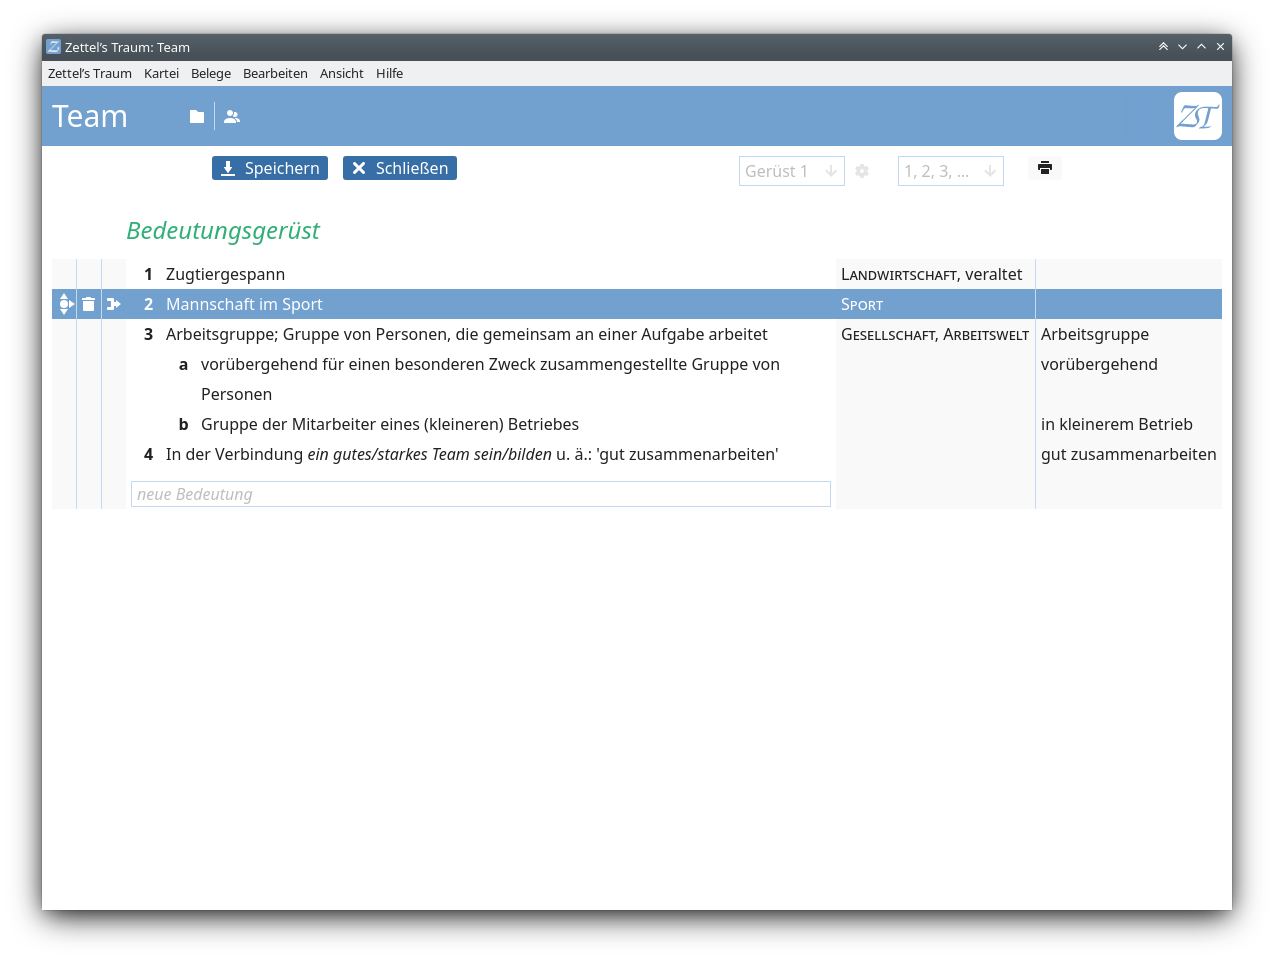 Zettel’s Traum: Team
Zettel’s Traum Kartei Belege Bearbeiten Ansicht Hilfe
Team
ZT
Speichern Schließen Gerüst 1 1, 2, 3, ...
Bedeutungsgerüst
1 Zugtiergespann Landwirtschaft, veraltet
2 Mannschaft im Sport Sport
3 Arbeitsgruppe; Gruppe von Personen, die gemeinsam an einer Aufgabe arbeitet Gesellschaft, Arbeitswelt Arbeitsgruppe
a vorübergehend für einen besonderen Zweck zusammengestellte Gruppe von vorübergehend
Personen
b Gruppe der Mitarbeiter eines (kleineren) Betriebes in kleinerem Betrieb
4 In der Verbindung ein gutes/starkes Team sein/bilden u. ä.: 'gut zusammenarbeiten' gut zusammenarbeiten
neue Bedeutung